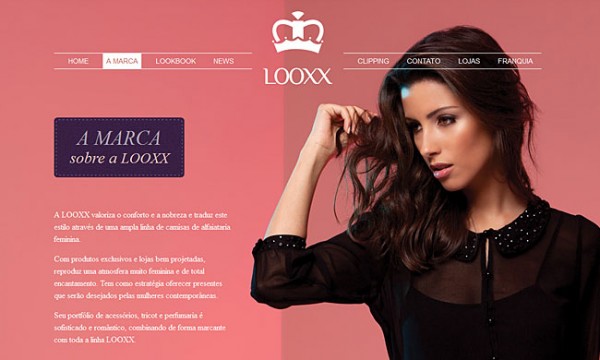 HOME A MARCA LOOKBOOK NEWS
LOOXX
CLIPPING CONTATO LOJAS FRANQUIA
A MARCA
sobre a LOOXX
A LOOXX valoriza o conforto e a nobreza e traduz este
estilo através de uma ampla linha de camisas de alfaiataria
feminina.
Com produtos exclusivos e lojas bem projetadas,
reproduz uma atmosfera muito feminina e de total
encantamento. Tem como estratégia oferecer presentes
que serão desejados pelas mulheres contemporâneas.
Seu portfólio de acessórios, tricot e perfumaria é
sofisticado e romântico, combinando de forma marcante
com toda a linha LOOXX.